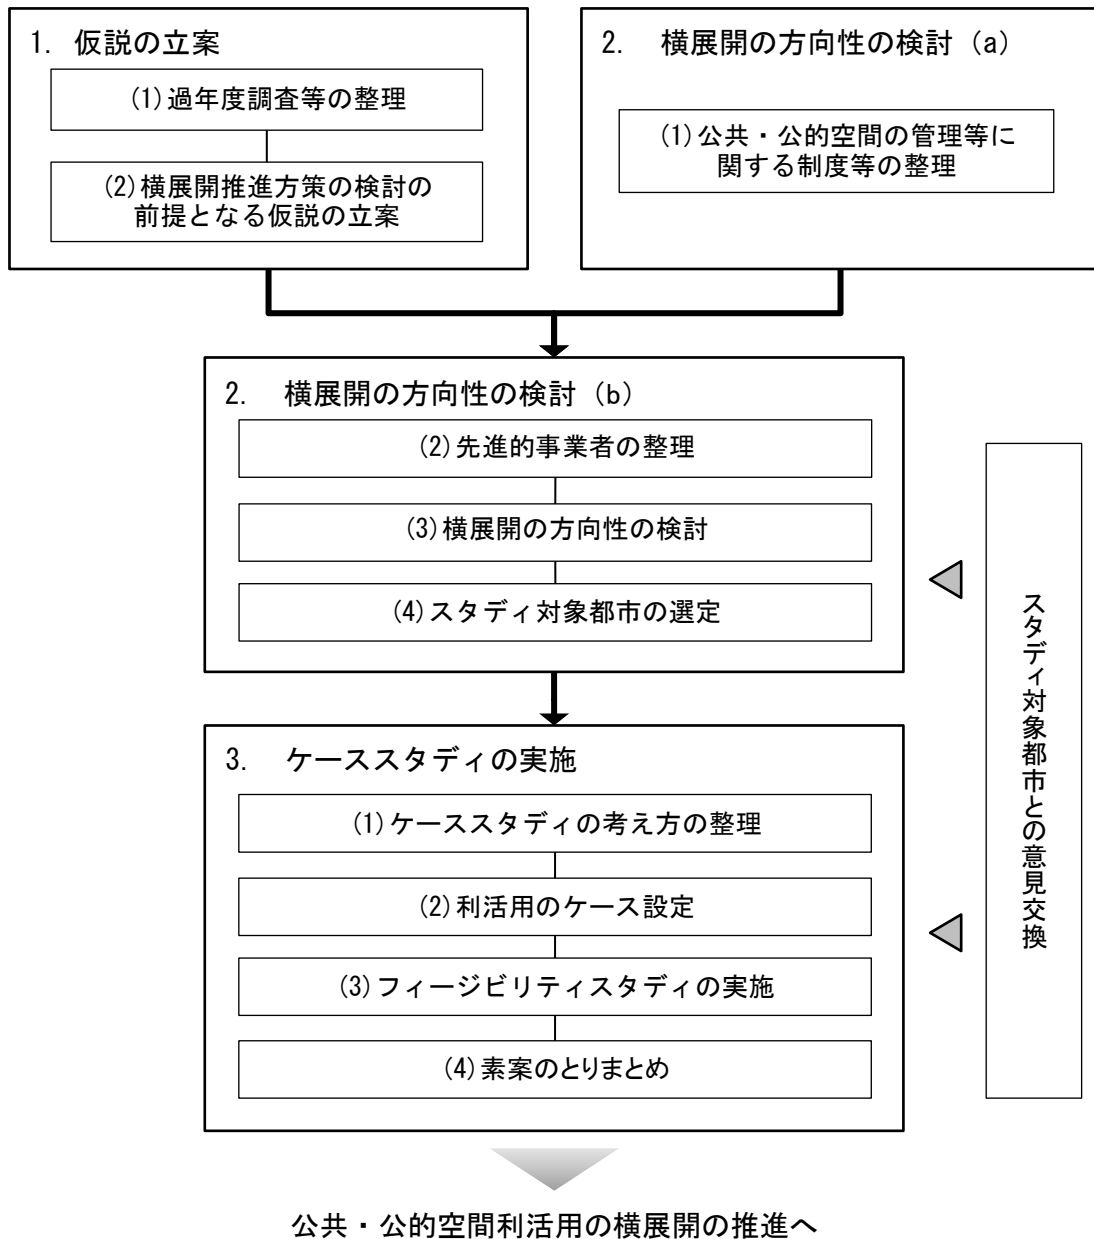 1. 仮説の立案
(1)過年度調査等の整理
(2)横展開推進方策の検討の
前提となる仮説の立案
2. 横展開の方向性の検討（a）
(1)公共・公的空間の管理等に
関する制度等の整理
2. 横展開の方向性の検討（b）
(2)先進的事業者の整理
(3)横展開の方向性の検討
(4)スタディ対象都市の選定
3. ケーススタディの実施
(1)ケーススタディの考え方の整理
(2)利活用のケース設定
(3)フィージビリティスタディの実施
(4)素案のとりまとめ
スタディ対象都市との意見交換
公共・公的空間利活用の横展開の推進へ